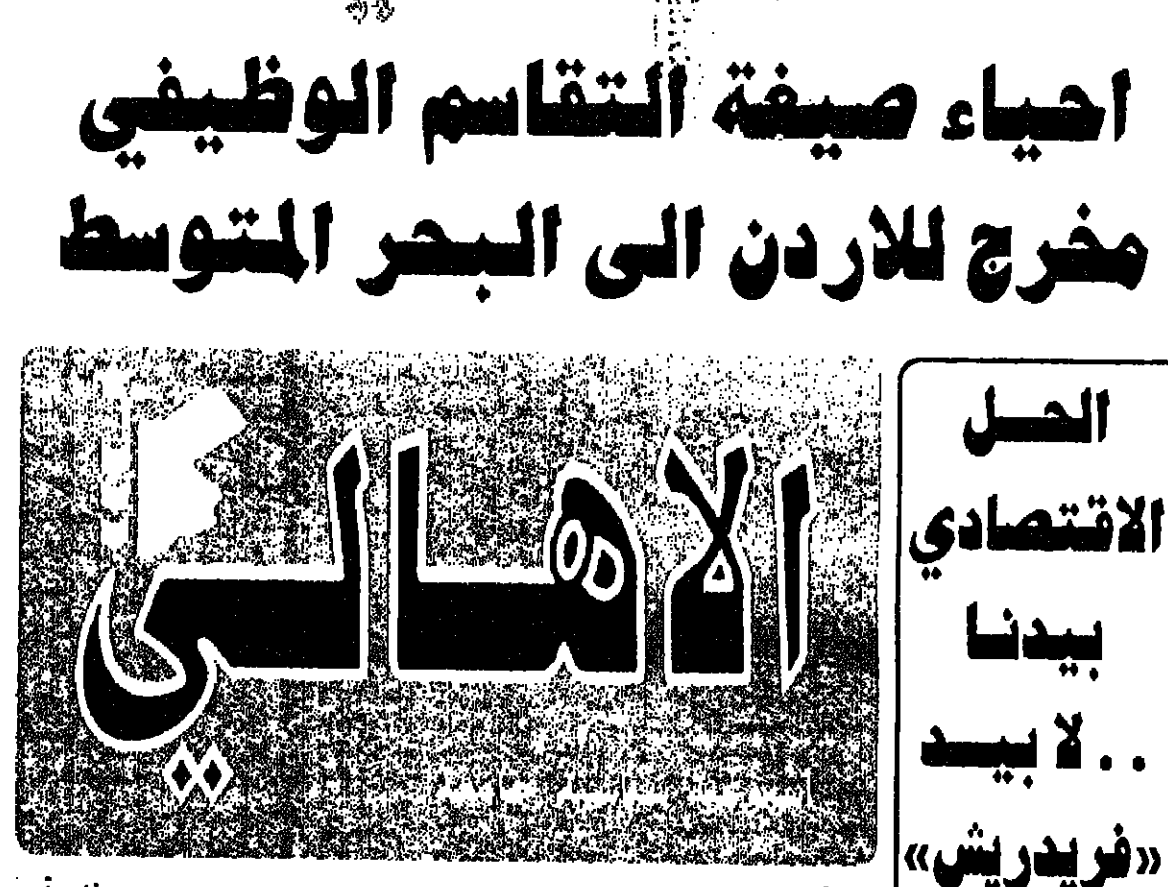 احياء صيغة التقاسم الوظيفي
مخرج للاردن الى البحر المتوسط
الحل
الاقتصادي
بيدنا
.. لا بيد
«فريدريش»
الاهالي